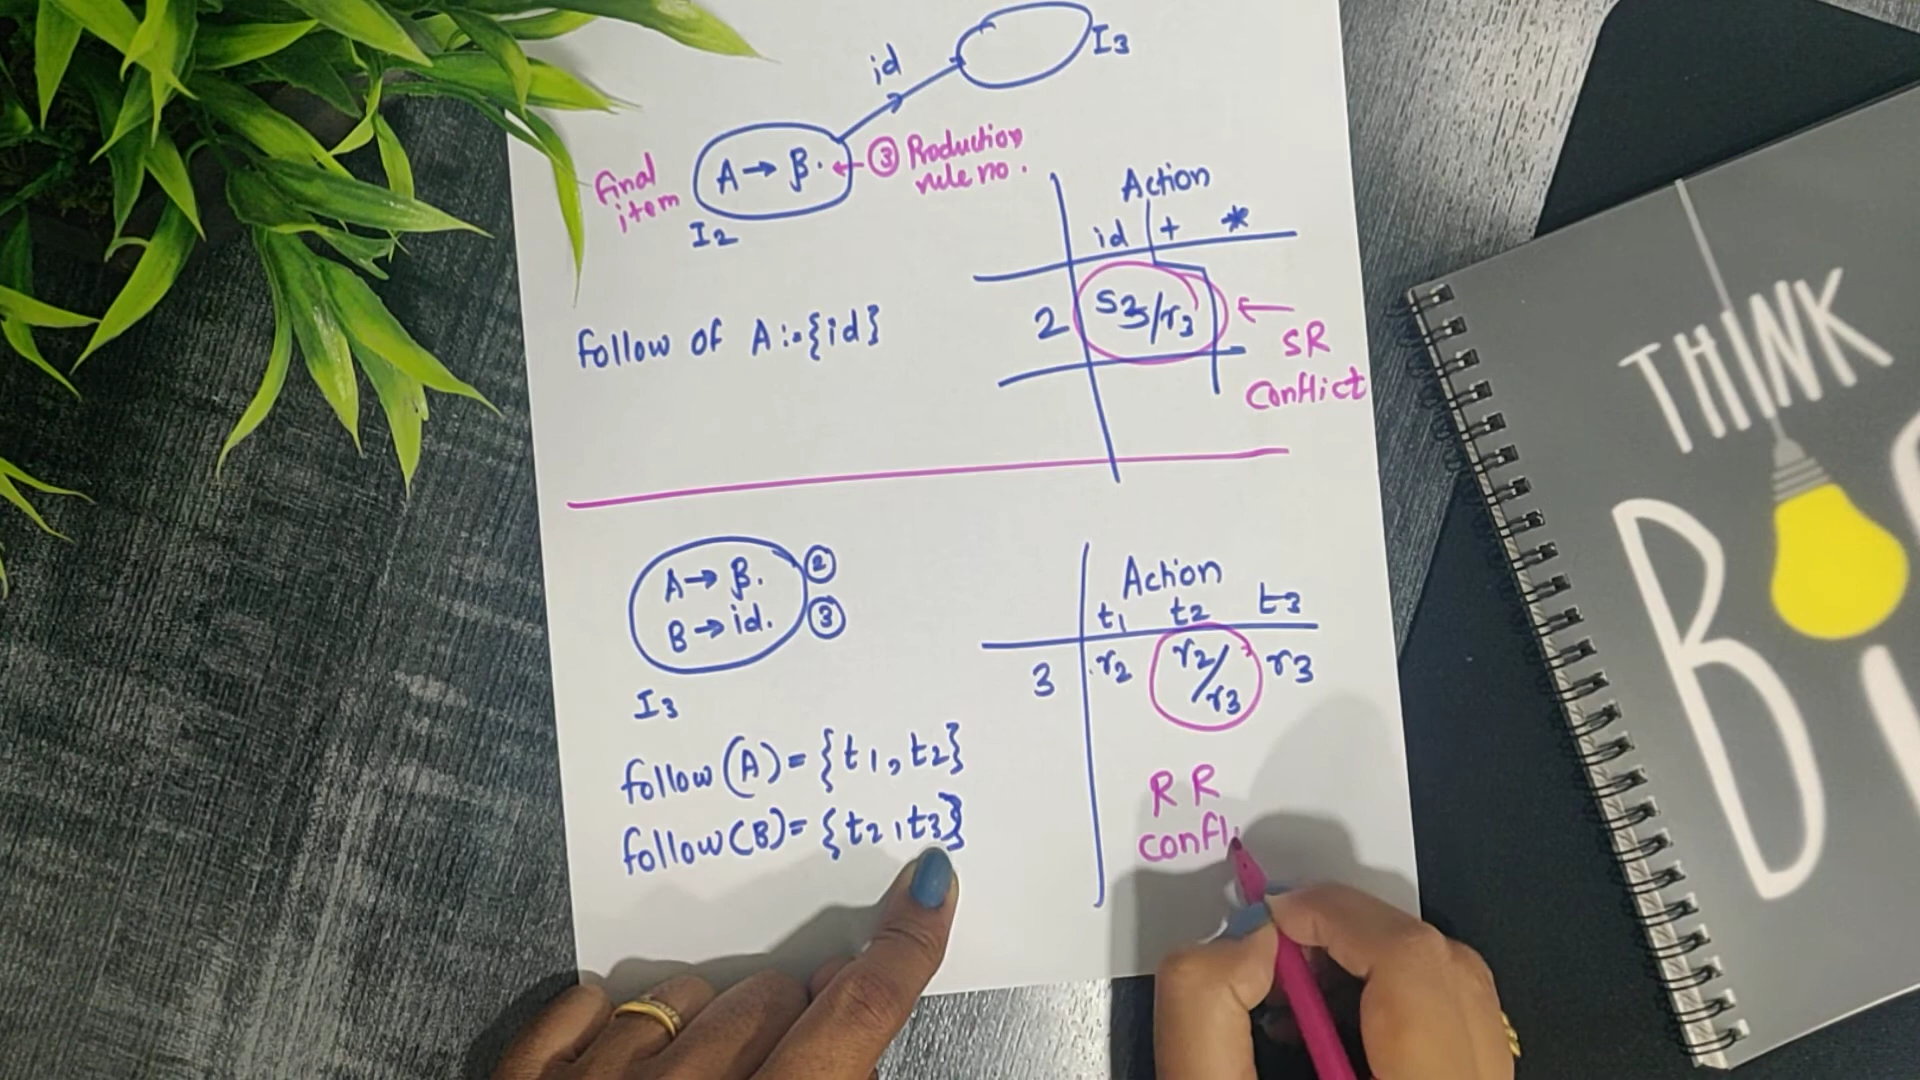 id
I3
A → β. ← ③ Production
rule no.
final
item
I2
Action
id + *
2 S3/r3
SR
Conflict
follow of A :- {id}
A → β. ②
B → id. ③
I3
Action
t1 t2 t3
3 r2 r2/r3 r3
follow (A) = {t1, t2}
follow (B) = {t2, t3}
R R
confli
THINK